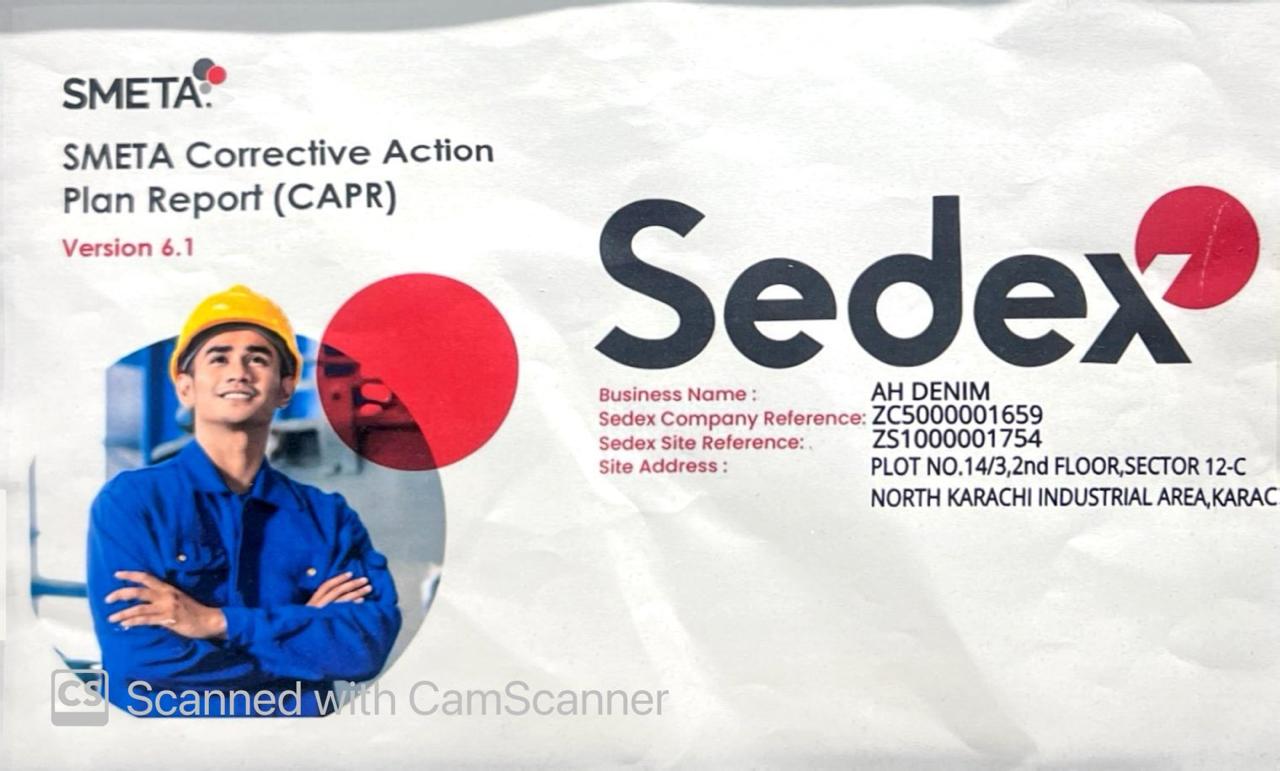 SMETA
SMETA Corrective Action
Plan Report (CAPR)
Version 6.1
Sedex
Business Name : AH DENIM
Sedex Company Reference: ZC5000001659
Sedex Site Reference: ZS1000001754
Site Address : PLOT NO.14/3,2nd FLOOR,SECTOR 12-C
NORTH KARACHI INDUSTRIAL AREA,KARAC
CS Scanned with CamScanner